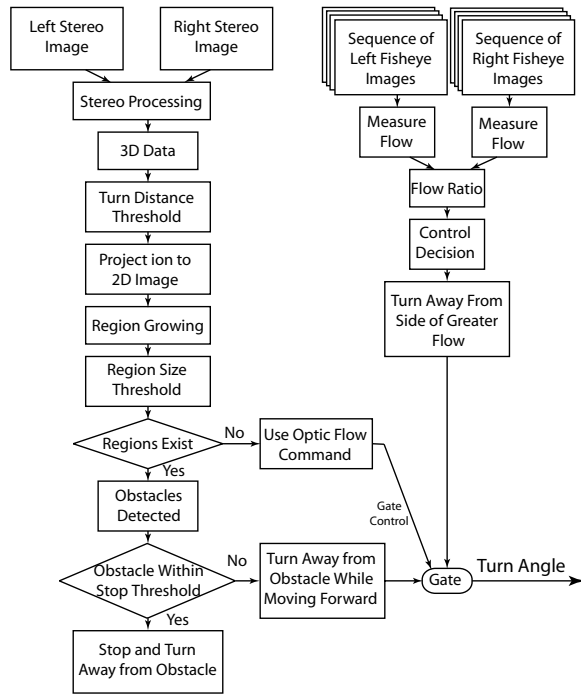 Left Stereo
Image
Right Stereo
Image
Stereo Processing
3D Data
Turn Distance
Threshold
Project ion to
2D Image
Region Growing
Region Size
Threshold
Regions Exist
No
Yes
Use Optic Flow
Command
Obstacles
Detected
Obstacle Within
Stop Threshold
No
Yes
Turn Away from
Obstacle While
Moving Forward
Stop and Turn
Away from Obstacle
Sequence of
Left Fisheye
Images
Sequence of
Right Fisheye
Images
Measure
Flow
Measure
Flow
Flow Ratio
Control
Decision
Turn Away From
Side of Greater
Flow
Gate
Control
Gate
Turn Angle